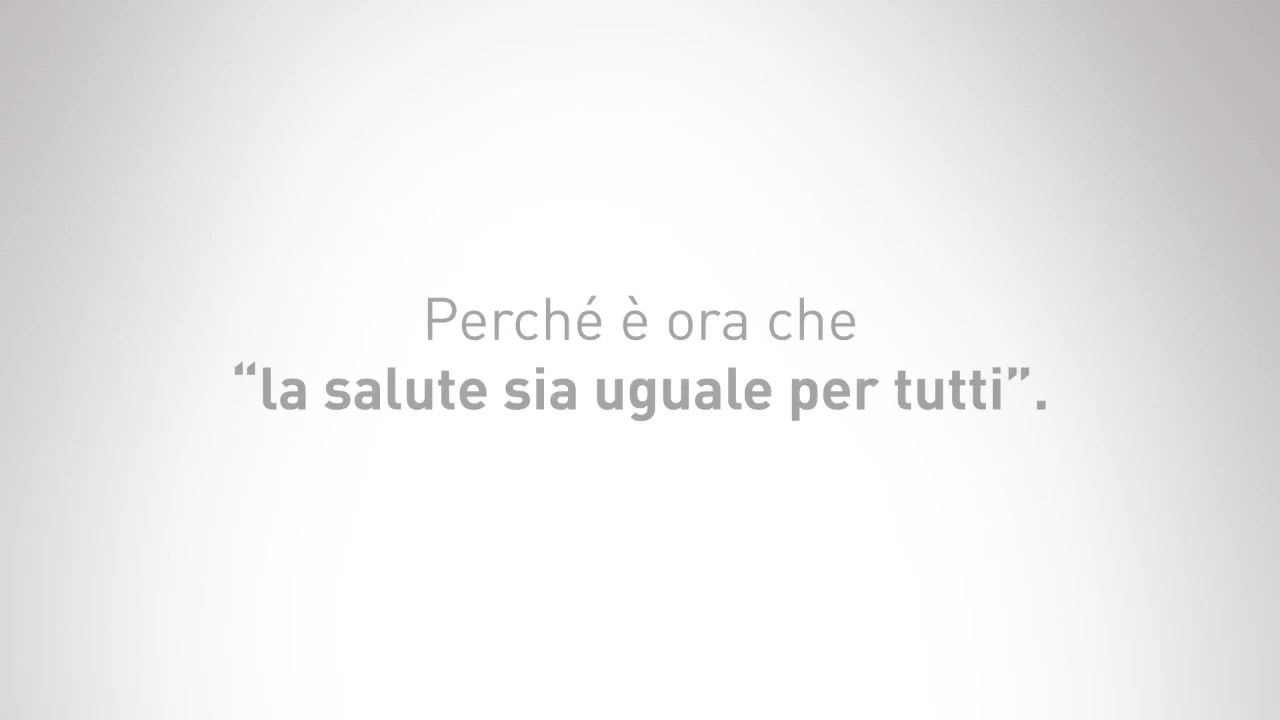 Perché è ora che
“la salute sia uguale per tutti”.